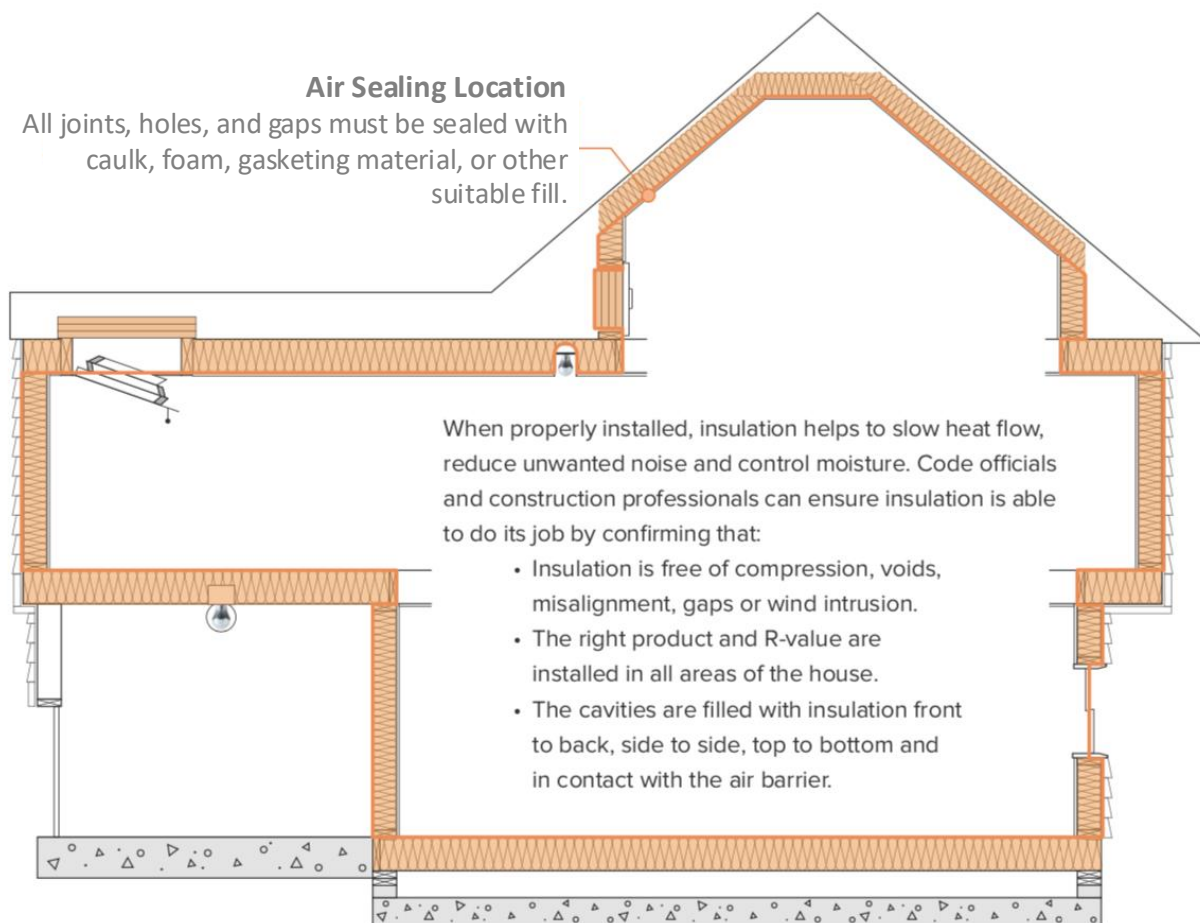 Air Sealing Location
All joints, holes, and gaps must be sealed with
caulk, foam, gasketing material, or other
suitable fill.
When properly installed, insulation helps to slow heat flow,
reduce unwanted noise and control moisture. Code officials
and construction professionals can ensure insulation is able
to do its job by confirming that:
• Insulation is free of compression, voids,
misalignment, gaps or wind intrusion.
• The right product and R-value are
installed in all areas of the house.
• The cavities are filled with insulation front
to back, side to side, top to bottom and
in contact with the air barrier.